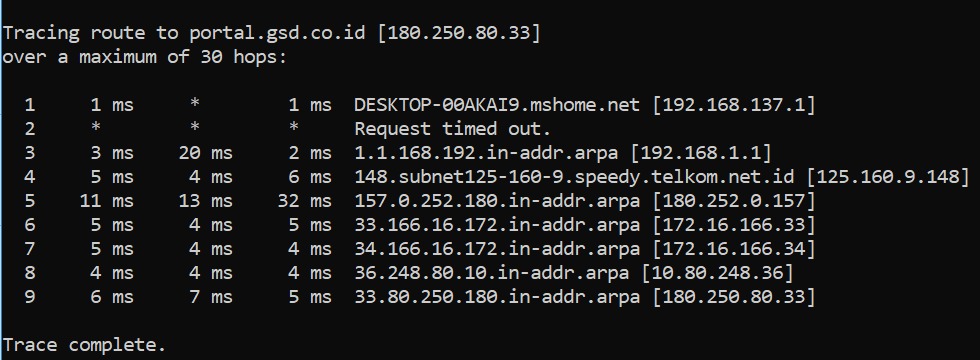 Tracing route to portal.gsd.co.id [180.250.80.33]
over a maximum of 30 hops:
1 1 ms * 1 ms DESKTOP-00AKAI9.mshome.net [192.168.137.1]
2 * * * Request timed out.
3 3 ms 20 ms 2 ms 1.1.168.192.in-addr.arpa [192.168.1.1]
4 5 ms 4 ms 6 ms 148.subnet125-160-9.speedy.telkom.net.id [125.160.9.148]
5 11 ms 13 ms 32 ms 157.0.252.180.in-addr.arpa [180.252.0.157]
6 5 ms 4 ms 5 ms 33.166.16.172.in-addr.arpa [172.16.166.33]
7 5 ms 4 ms 4 ms 34.166.16.172.in-addr.arpa [172.16.166.34]
8 4 ms 4 ms 4 ms 36.248.80.10.in-addr.arpa [10.80.248.36]
9 6 ms 7 ms 5 ms 33.80.250.180.in-addr.arpa [180.250.80.33]
Trace complete.